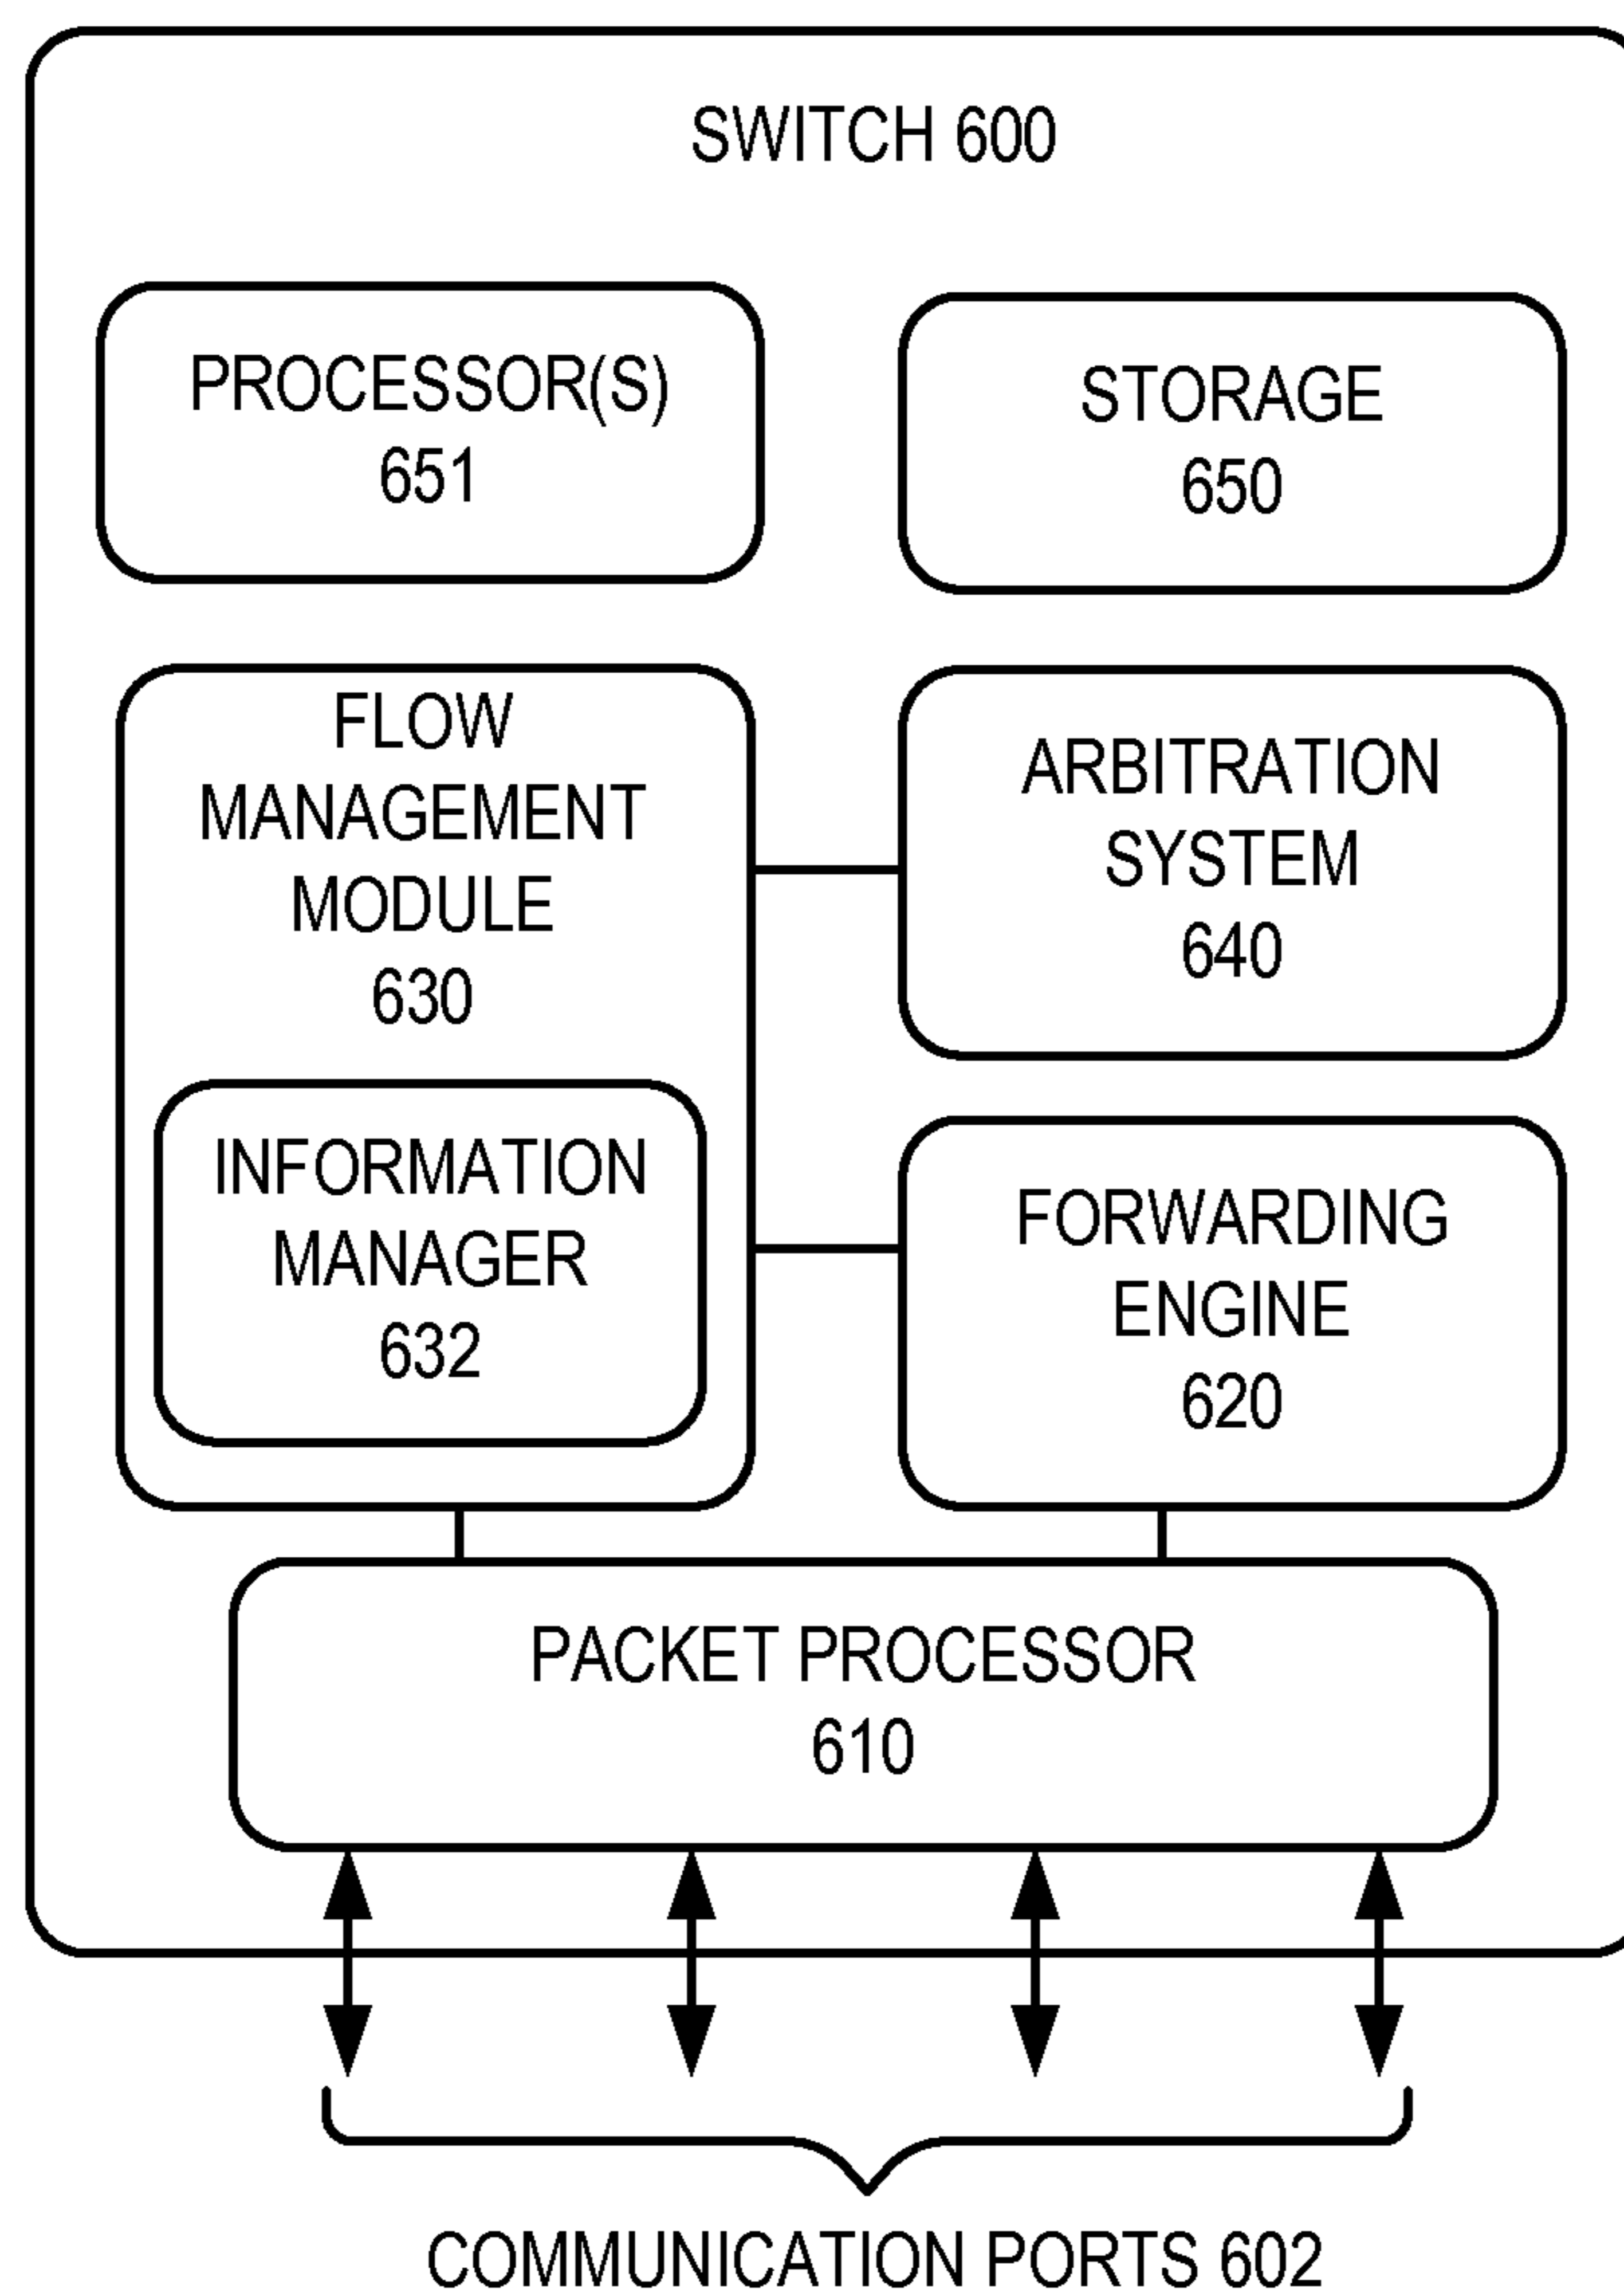 SWITCH 600
PROCESSOR(S)
651
STORAGE
650
FLOW
MANAGEMENT
MODULE
630
ARBITRATION
SYSTEM
640
INFORMATION
MANAGER
632
FORWARDING
ENGINE
620
PACKET PROCESSOR
610
COMMUNICATION PORTS 602